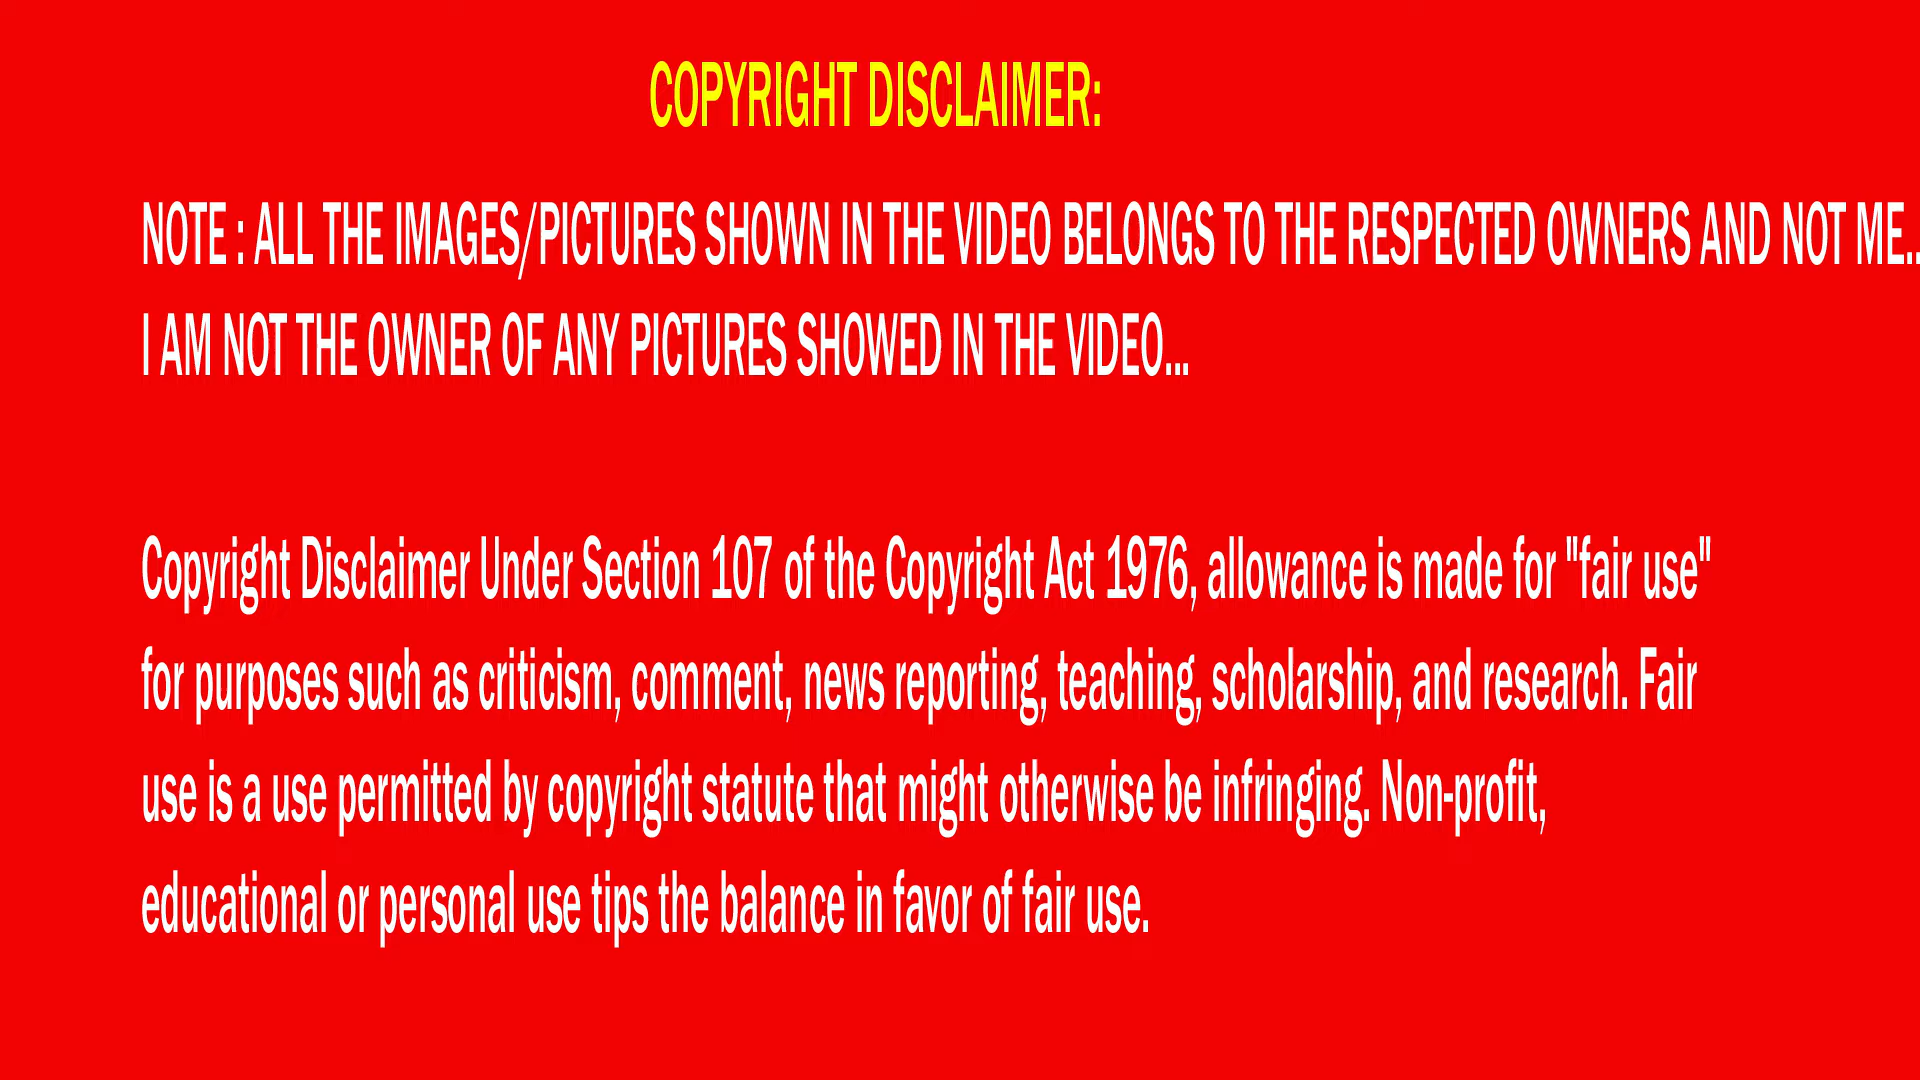 COPYRIGHT DISCLAIMER:
NOTE : ALL THE IMAGES/PICTURES SHOWN IN THE VIDEO BELONGS TO THE RESPECTED OWNERS AND NOT ME..
I AM NOT THE OWNER OF ANY PICTURES SHOWED IN THE VIDEO...
Copyright Disclaimer Under Section 107 of the Copyright Act 1976, allowance is made for "fair use"
for purposes such as criticism, comment, news reporting, teaching, scholarship, and research. Fair
use is a use permitted by copyright statute that might otherwise be infringing. Non-profit,
educational or personal use tips the balance in favor of fair use.